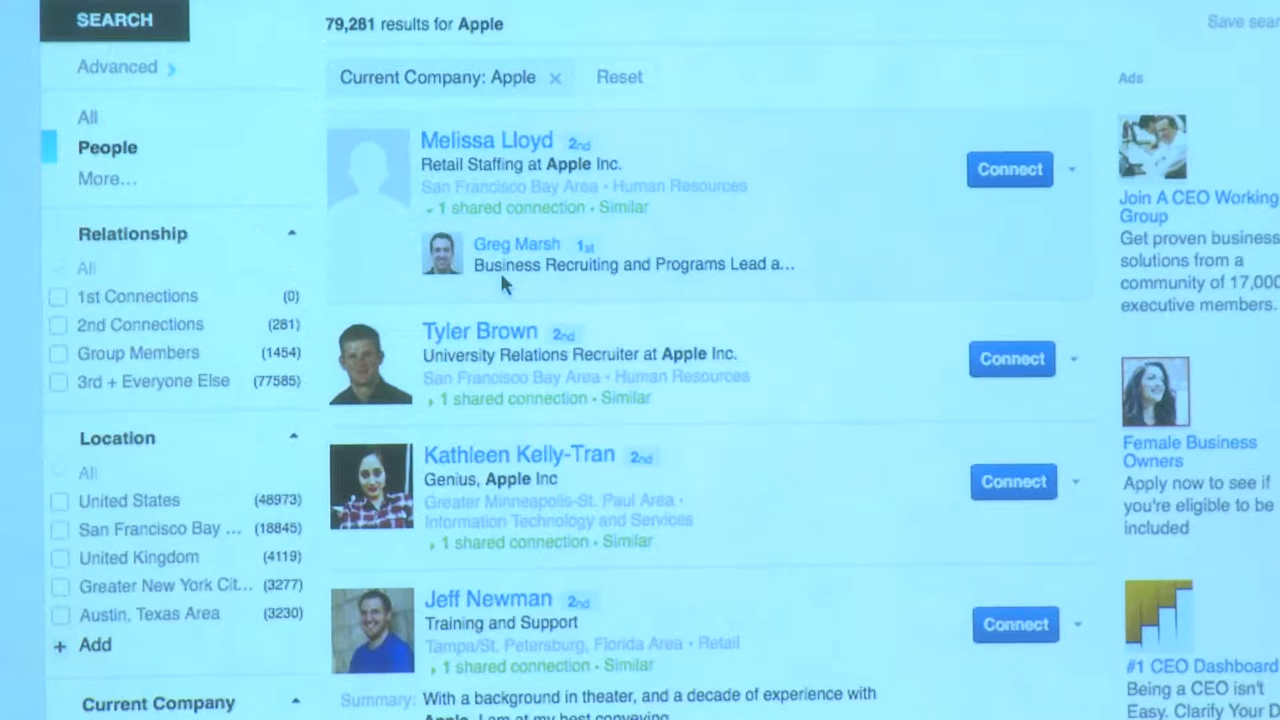 SEARCH
79,281 results for Apple
Save sear
Advanced
Current Company: Apple × Reset
Ads
All
People
More...
Melissa Lloyd 2nd
Retail Staffing at Apple Inc.
San Francisco Bay Area • Human Resources
1 shared connection • Similar
Connect
Greg Marsh 1st
Business Recruiting and Programs Lead a...
Join A CEO Working
Group
Get proven business
solutions from a
community of 17,000
executive members.
Relationship
All
1st Connections (0)
2nd Connections (281)
Group Members (1454)
3rd + Everyone Else (77585)
Tyler Brown 2nd
University Relations Recruiter at Apple Inc.
San Francisco Bay Area • Human Resources
1 shared connection • Similar
Connect
Female Business
Owners
Apply now to see if
you're eligible to be
included
Location
All
United States (48973)
San Francisco Bay ... (18845)
United Kingdom (4119)
Greater New York Cit... (3277)
Austin, Texas Area (3230)
+ Add
Kathleen Kelly-Tran 2nd
Genius, Apple Inc
Greater Minneapolis-St. Paul Area •
Information Technology and Services
1 shared connection • Similar
Connect
Jeff Newman 2nd
Training and Support
Tampa/St. Petersburg, Florida Area • Retail
1 shared connection • Similar
Connect
Summary: With a background in theater, and a decade of experience with
Apple, I am at my best conveying
#1 CEO Dashboard
Being a CEO isn't
Easy. Clarify Your D
Current Company